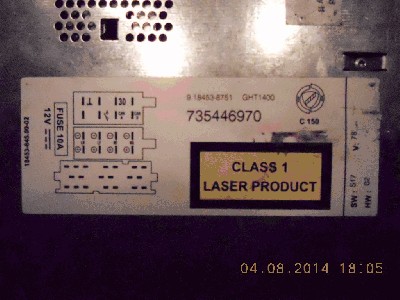 9-18453-8751 GHT1400
735446970
C 150
CLASS 1
LASER PRODUCT
FUSE 10A
12V
SW: 517
HW: 02
04.08.2014 18:05